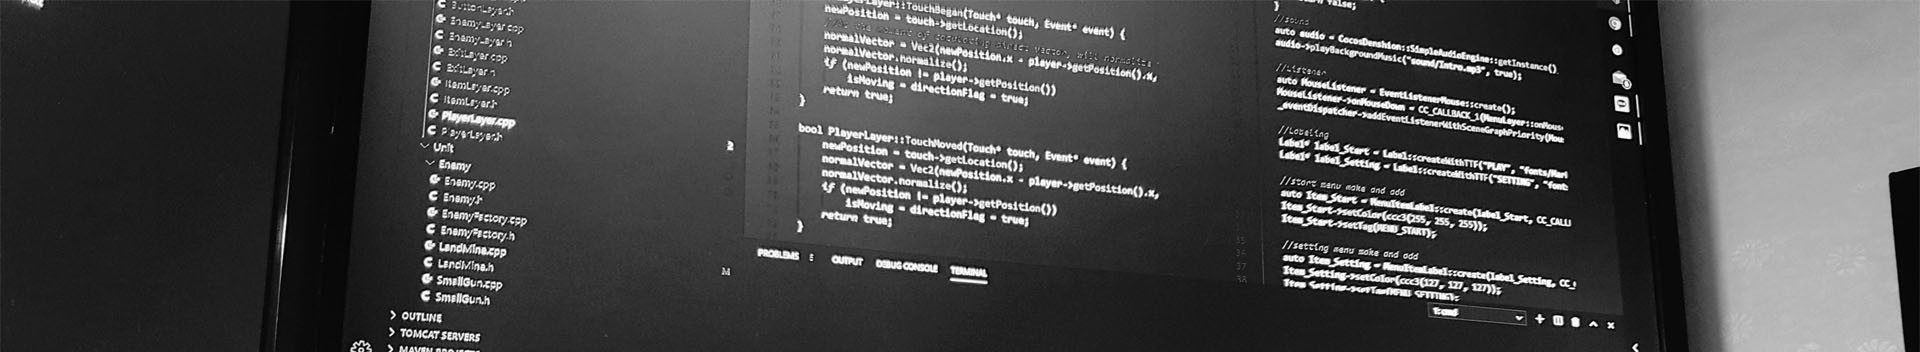 ButtonLayer.h
EnemyLayer.cpp
EnemyLayer.h
ExitLayer.cpp
ExitLayer.h
ItemLayer.cpp
ItemLayer.h
PlayerLayer.cpp
PlayerLayer.h
Unit
Enemy
Enemy.cpp
Enemy.h
EnemyFactory.cpp
EnemyFactory.h
LandMine.cpp
LandMine.h
SmallGun.cpp
SmallGun.h
OUTLINE
TOMCAT SERVERS
MAVEN PROJECTS
2
M
PlayerLayer::TouchBegan(Touch* touch, Event* event) {
newPosition = touch->getLocation();
normalVector = Vec2(newPosition.x - player->getPosition().x,
normalVector.normalize();
if (newPosition != player->getPosition())
isMoving = directionFlag = true;
return true;
}
bool PlayerLayer::TouchMoved(Touch* touch, Event* event) {
newPosition = touch->getLocation();
normalVector = Vec2(newPosition.x - player->getPosition().x,
normalVector.normalize();
if (newPosition != player->getPosition())
isMoving = directionFlag = true;
return true;
}
PROBLEMS OUTPUT DEBUG CONSOLE TERMINAL
false;
}
//sound
auto audio = CocosDenshion::SimpleAudioEngine::getInstance()
audio->playBackgroundMusic("sound/Intro.mp3", true);
//Listener
auto MouseListener = EventListenerMouse::create();
MouseListener->onMouseDown = CC_CALLBACK_1(MenuLayer::onMous
_eventDispatcher->addEventListenerWithSceneGraphPriority(Mou
//Labeling
Label* label_Start = Label::createWithTTF("PLAY", "fonts/Mar
Label* label_Setting = Label::createWithTTF("SETTING", "font
//start menu make and add
auto Item_Start = MenuItemLabel::create(label_Start, CC_CALL
Item_Start->setColor(ccc3(255, 255, 255));
Item_Start->setTag(MENU_START);
//setting menu make and add
auto Item_Setting = MenuItemLabel::create(label_Setting, CC_
Item_Setting->setColor(ccc3(127, 127, 127));
Item_Setting->setTag(MENU_SETTING);
35
36
37
38
1: cmd